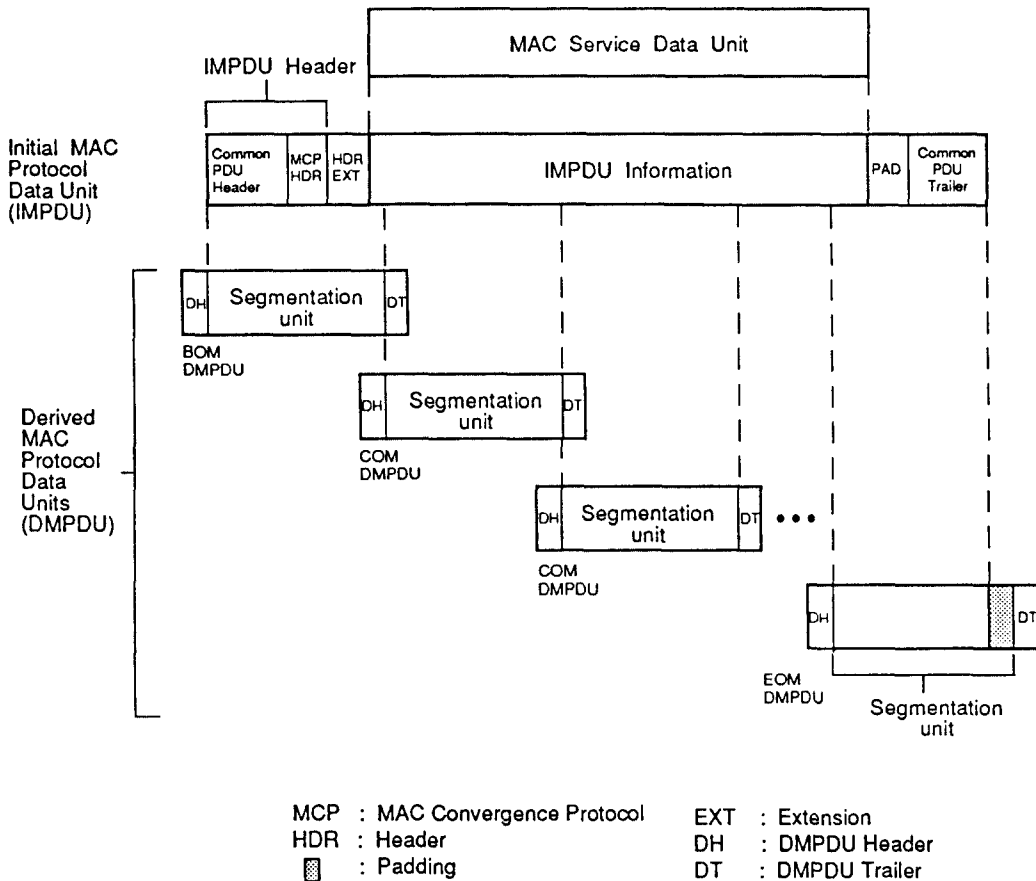 MAC Service Data Unit
IMPDU Header
Initial MAC
Protocol
Data Unit
(IMPDU)
Common
PDU
Header
MCP
HDR
HDR
EXT
IMPDU Information
PAD
Common
PDU
Trailer
DH
Segmentation
unit
DT
BOM
DMPDU
DH
Segmentation
unit
DT
COM
DMPDU
Derived
MAC
Protocol
Data
Units
(DMPDU)
DH
Segmentation
unit
DT
•••
COM
DMPDU
DH
DT
EOM
DMPDU
Segmentation
unit
MCP : MAC Convergence Protocol
HDR : Header
: Padding
EXT : Extension
DH : DMPDU Header
DT : DMPDU Trailer